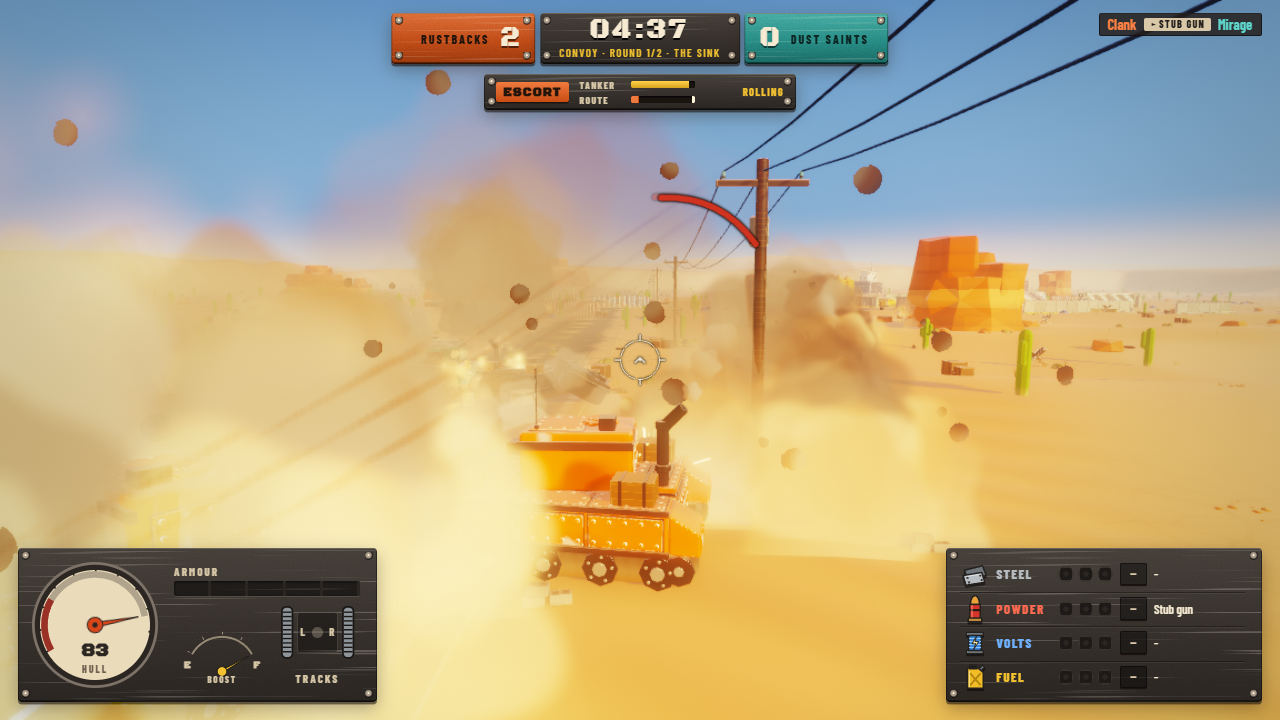 RUSTBACKS 2
04:37
CONVOY · ROUND 1/2 · THE SINK
0 DUST SAINTS
Clank STUB GUN Mirage
ESCORT TANKER ROLLING
ROUTE
ARMOUR
83
HULL
E F
BOOST
L R
TRACKS
STEEL - -
POWDER - Stub gun
VOLTS - -
FUEL - -